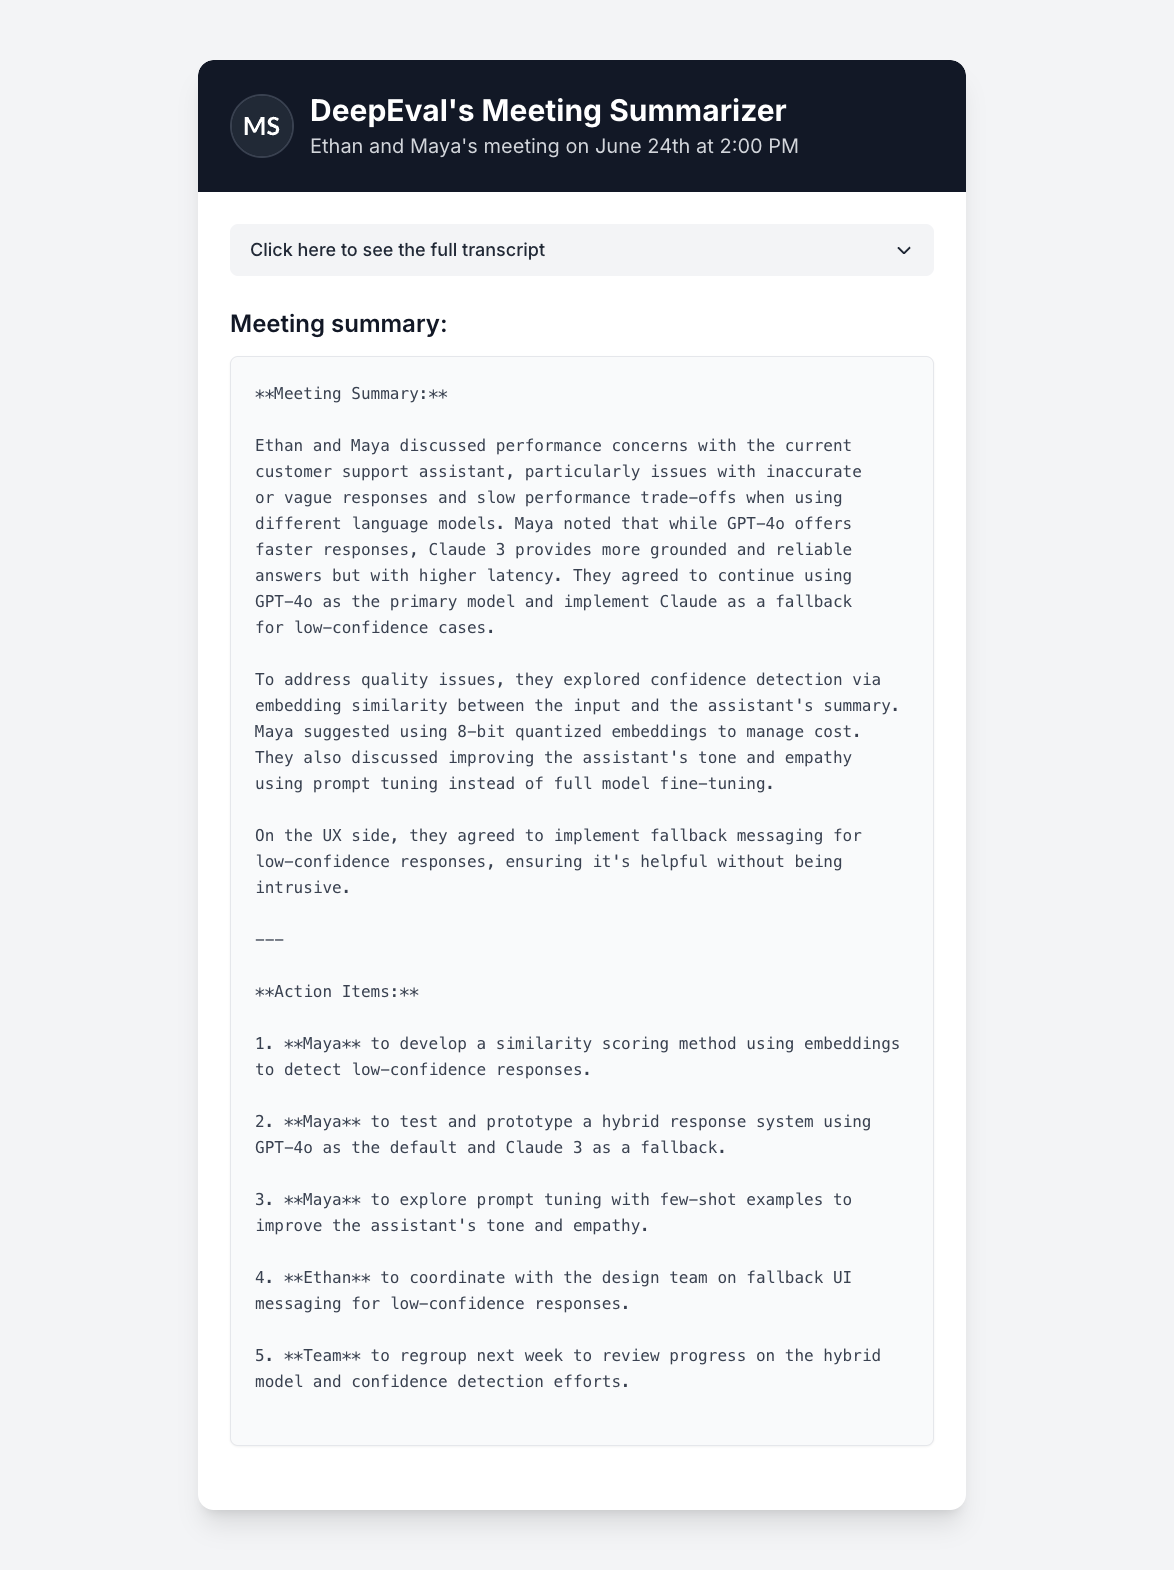 MS
DeepEval's Meeting Summarizer
Ethan and Maya's meeting on June 24th at 2:00 PM
Click here to see the full transcript
Meeting summary:
**Meeting Summary:**
Ethan and Maya discussed performance concerns with the current
customer support assistant, particularly issues with inaccurate
or vague responses and slow performance trade-offs when using
different language models. Maya noted that while GPT-4o offers
faster responses, Claude 3 provides more grounded and reliable
answers but with higher latency. They agreed to continue using
GPT-4o as the primary model and implement Claude as a fallback
for low-confidence cases.
To address quality issues, they explored confidence detection via
embedding similarity between the input and the assistant's summary.
Maya suggested using 8-bit quantized embeddings to manage cost.
They also discussed improving the assistant's tone and empathy
using prompt tuning instead of full model fine-tuning.
On the UX side, they agreed to implement fallback messaging for
low-confidence responses, ensuring it's helpful without being
intrusive.
---
**Action Items:**
1. **Maya** to develop a similarity scoring method using embeddings
to detect low-confidence responses.
2. **Maya** to test and prototype a hybrid response system using
GPT-4o as the default and Claude 3 as a fallback.
3. **Maya** to explore prompt tuning with few-shot examples to
improve the assistant's tone and empathy.
4. **Ethan** to coordinate with the design team on fallback UI
messaging for low-confidence responses.
5. **Team** to regroup next week to review progress on the hybrid
model and confidence detection efforts.